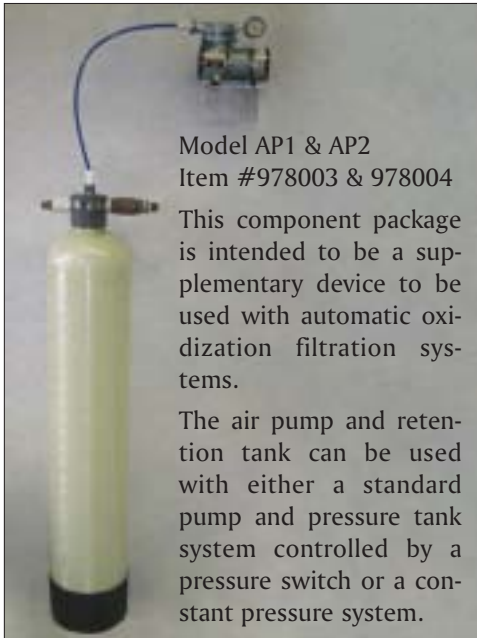 Model AP1 & AP2
Item #978003 & 978004
This component package
is intended to be a sup-
plementary device to be
used with automatic oxi-
dization filtration sys-
tems.
The air pump and reten-
tion tank can be used
with either a standard
pump and pressure tank
system controlled by a
pressure switch or a con-
stant pressure system.